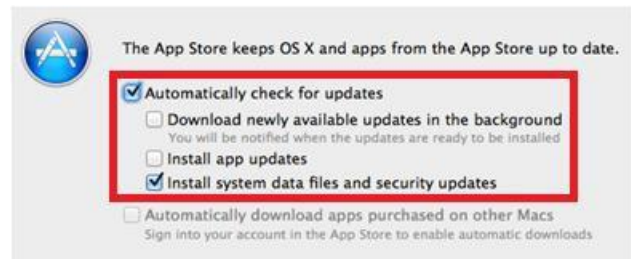 The App Store keeps OS X and apps from the App Store up to date.
Automatically check for updates
Download newly available updates in the background
You will be notified when the updates are ready to be installed
Install app updates
Install system data files and security updates
Automatically download apps purchased on other Macs
Sign into your account in the App Store to enable automatic downloads